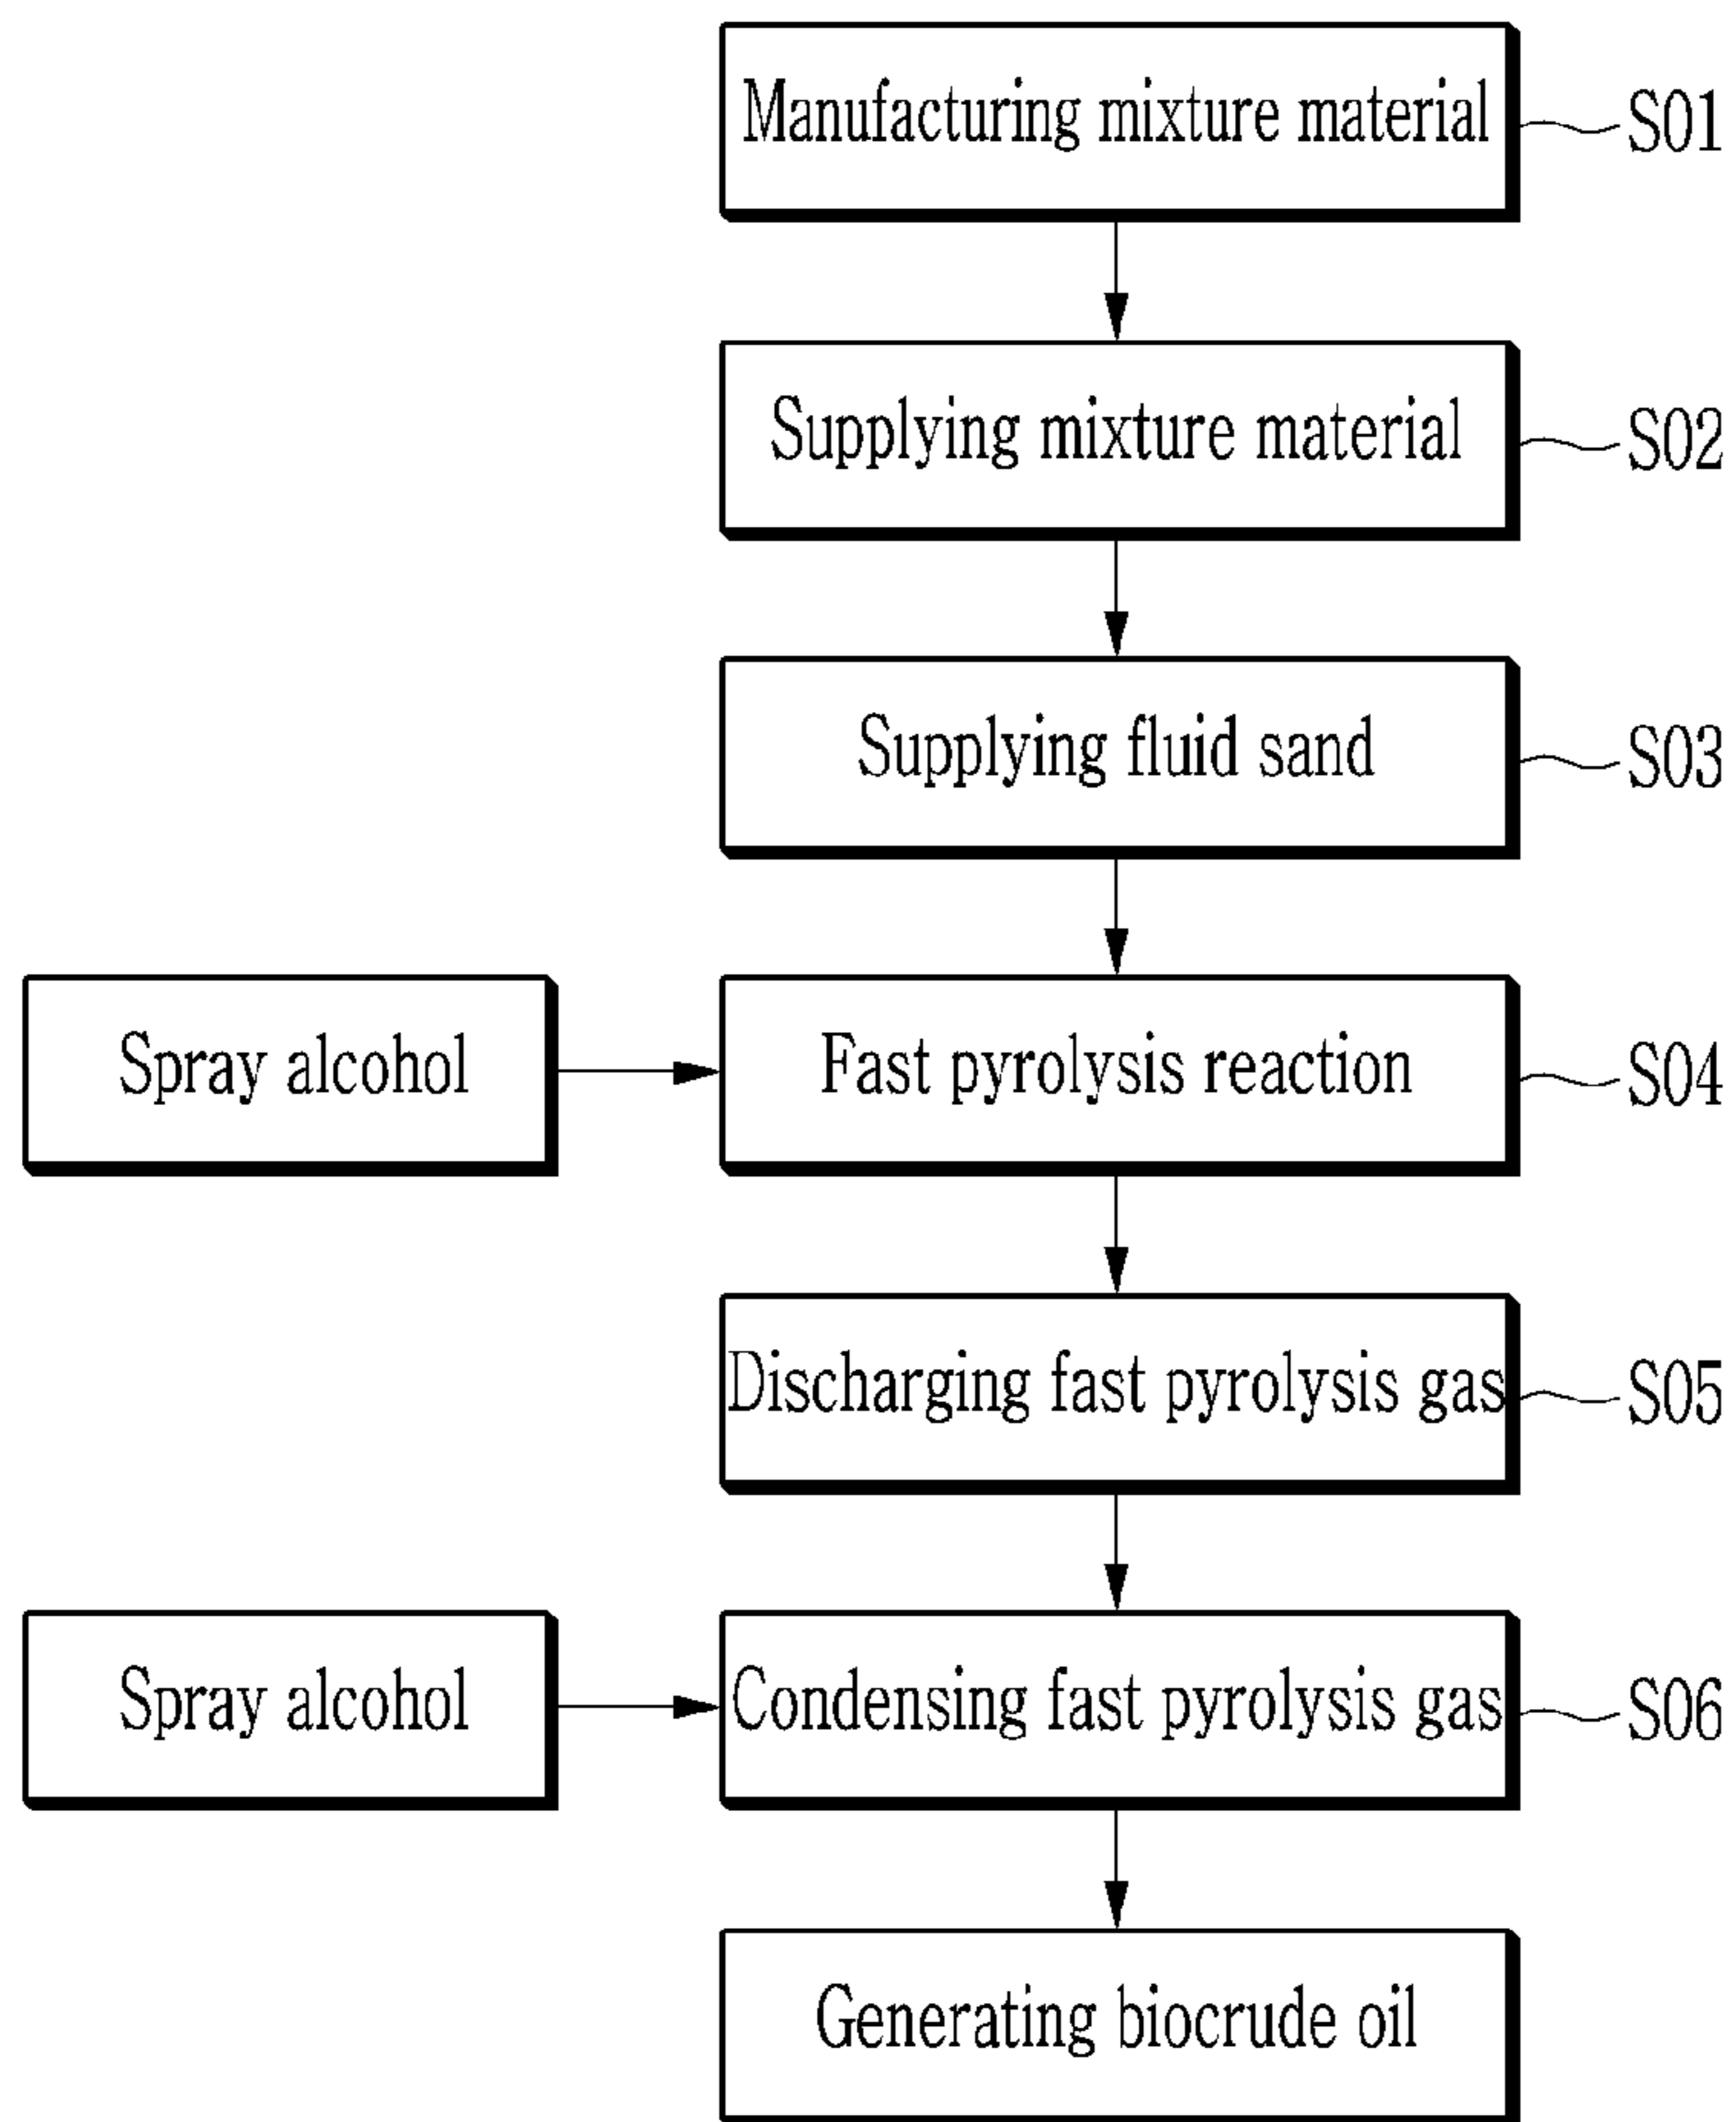 Manufacturing mixture material
S01
Supplying mixture material
S02
Supplying fluid sand
S03
Spray alcohol
Fast pyrolysis reaction
S04
Discharging fast pyrolysis gas
S05
Spray alcohol
Condensing fast pyrolysis gas
S06
Generating biocrude oil